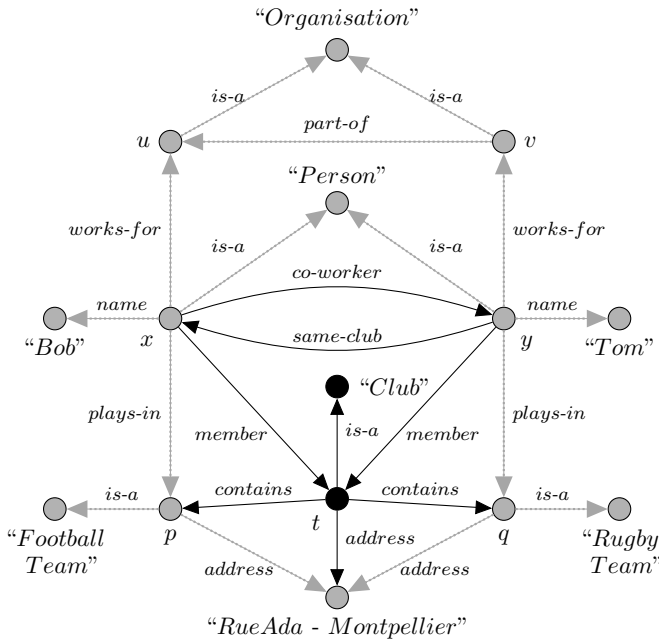 “Organisation”
is-a is-a
part-of
u v
“Person”
works-for works-for
is-a is-a
co-worker
name name
“Bob” x same-club y “Tom”
“Club”
plays-in plays-in
member is-a member
is-a contains contains is-a
“Football p t address q “Rugby
Team” Team”
address address
“RueAda - Montpellier”